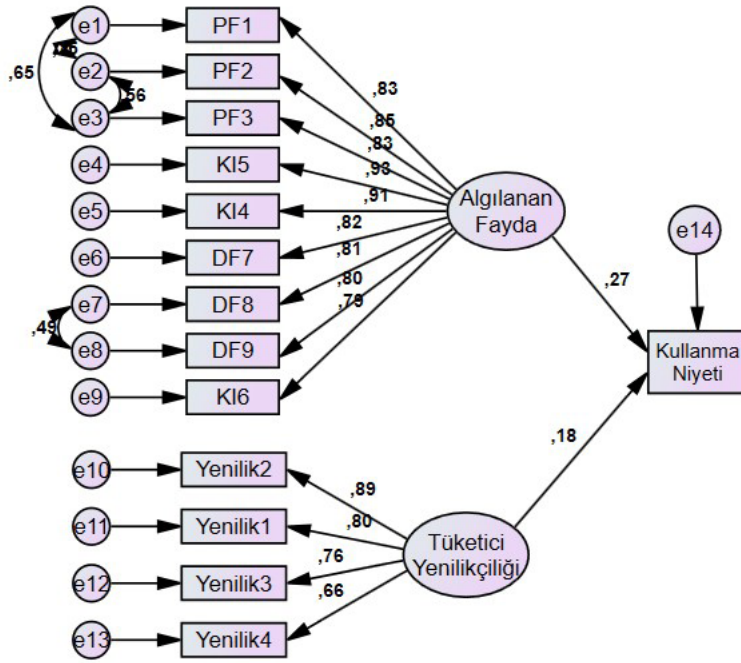 e1
PF1
,65
e2
PF2
,56
e3
PF3
e4
KI5
e5
KI4
e6
DF7
e7
DF8
,49
e8
DF9
e9
KI6
,83
,85
,83
,93
,91
,82
,81
,80
,79
Algılanan
Fayda
,27
e14
Kullanma
Niyeti
,18
e10
Yenilik2
e11
Yenilik1
e12
Yenilik3
e13
Yenilik4
,89
,80
,76
,66
Tüketici
Yenilikçiliği